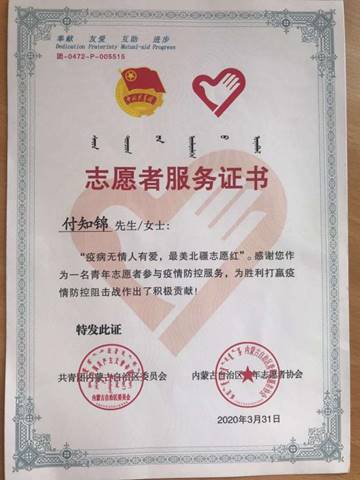 奉献 友爱 互助 进步
Dedication Fraternity Mutual-aid Progress
团-0472-P-005515
志愿者服务证书
付知锦 先生/女士:
“疫病无情人有爱,最美北疆志愿红”。感谢您作
为一名青年志愿者参与疫情防控服务,为胜利打赢疫
情防控阻击战作出了积极贡献!
特发此证
共青团内蒙古自治区委员会 内蒙古自治区青年志愿者协会
2020年3月31日